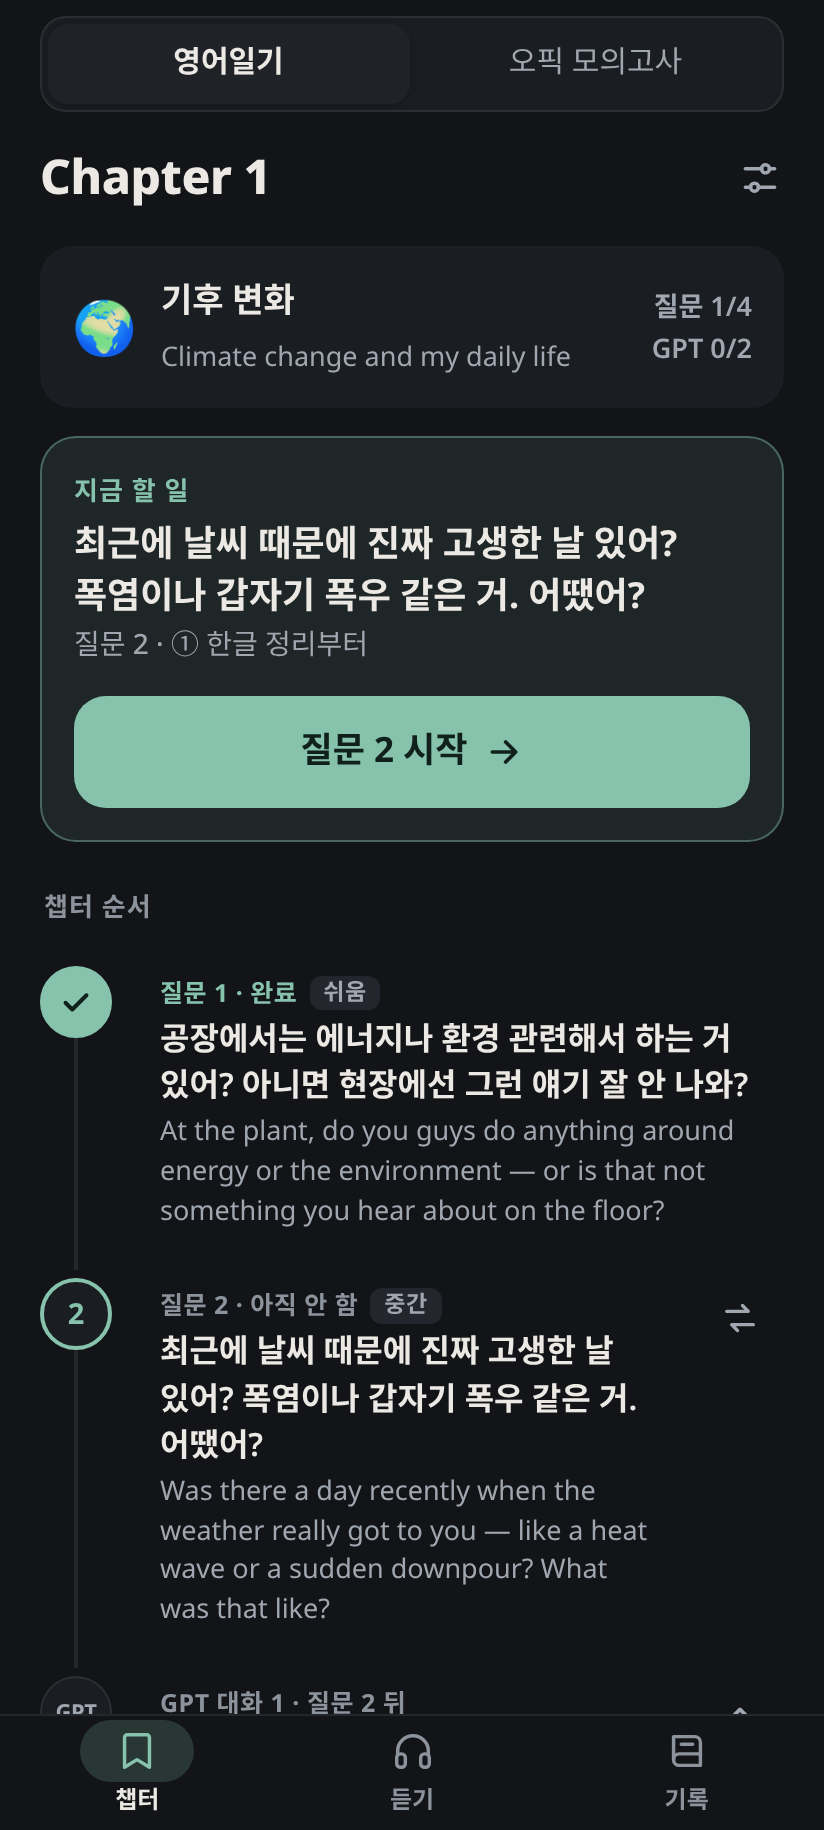 영어일기
오픽 모의고사
Chapter 1
기후 변화
Climate change and my daily life
질문 1/4
GPT 0/2
지금 할 일
최근에 날씨 때문에 진짜 고생한 날 있어?
폭염이나 갑자기 폭우 같은 거. 어땠어?
질문 2 · ① 한글 정리부터
질문 2 시작 →
챕터 순서
질문 1 · 완료 쉬움
공장에서는 에너지나 환경 관련해서 하는 거
있어? 아니면 현장에선 그런 얘기 잘 안 나와?
At the plant, do you guys do anything around
energy or the environment — or is that not
something you hear about on the floor?
2
질문 2 · 아직 안 함 중간
최근에 날씨 때문에 진짜 고생한 날
있어? 폭염이나 갑자기 폭우 같은 거.
어땠어?
Was there a day recently when the
weather really got to you — like a heat
wave or a sudden downpour? What
was that like?
GPT
GPT 대화 1 · 질문 2 뒤
챕터
듣기
기록